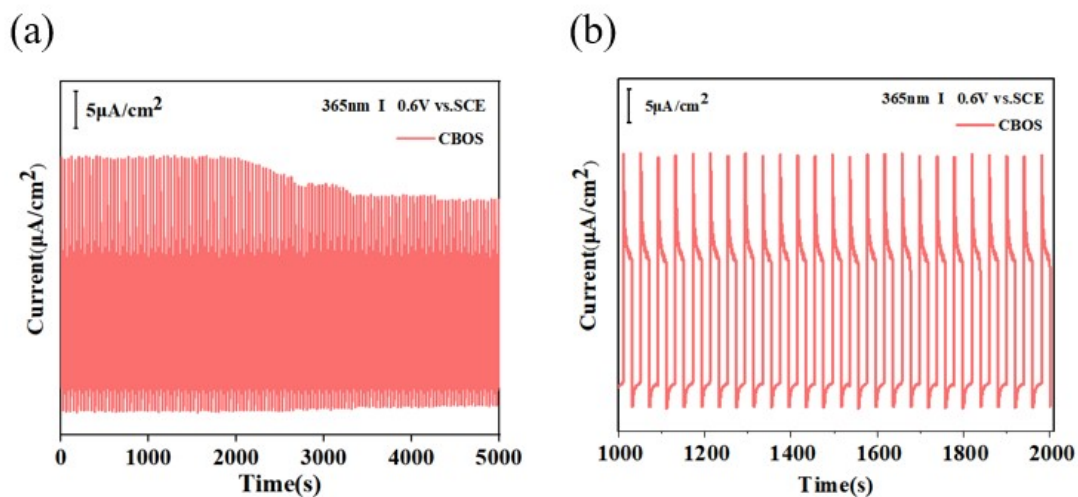 (a)
5μA/cm²
365nm I 0.6V vs.SCE
CBOS
Current(μA/cm²)
0 1000 2000 3000 4000 5000
Time(s)
(b)
5μA/cm²
365nm I 0.6V vs.SCE
CBOS
Current(μA/cm²)
1000 1200 1400 1600 1800 2000
Time(s)